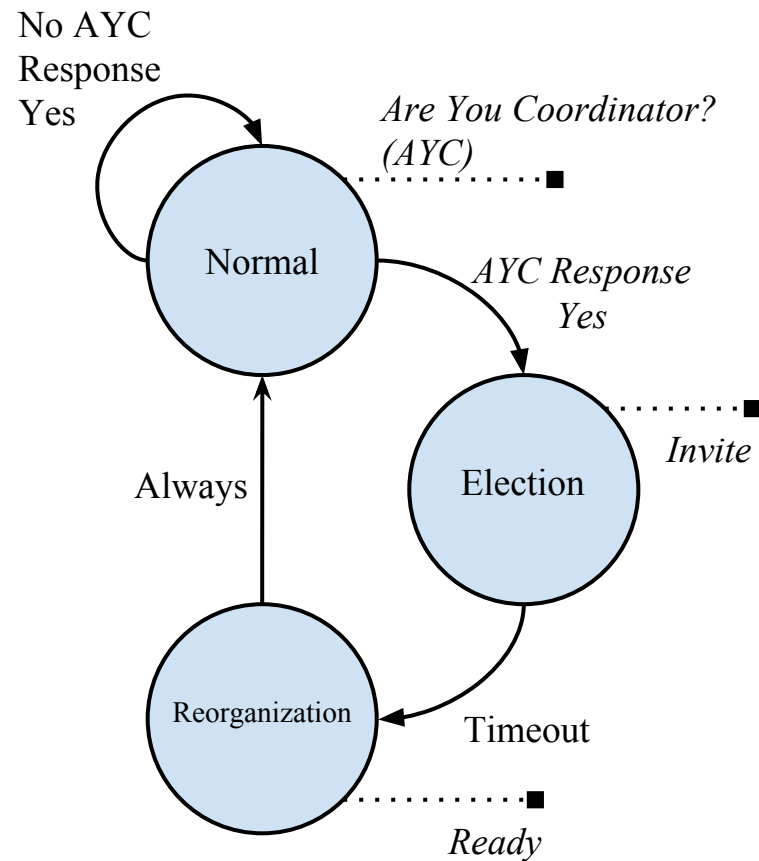 No AYC
Response
Yes
Are You Coordinator?
(AYC)
Normal
AYC Response
Yes
Invite
Election
Always
Reorganization
Timeout
Ready